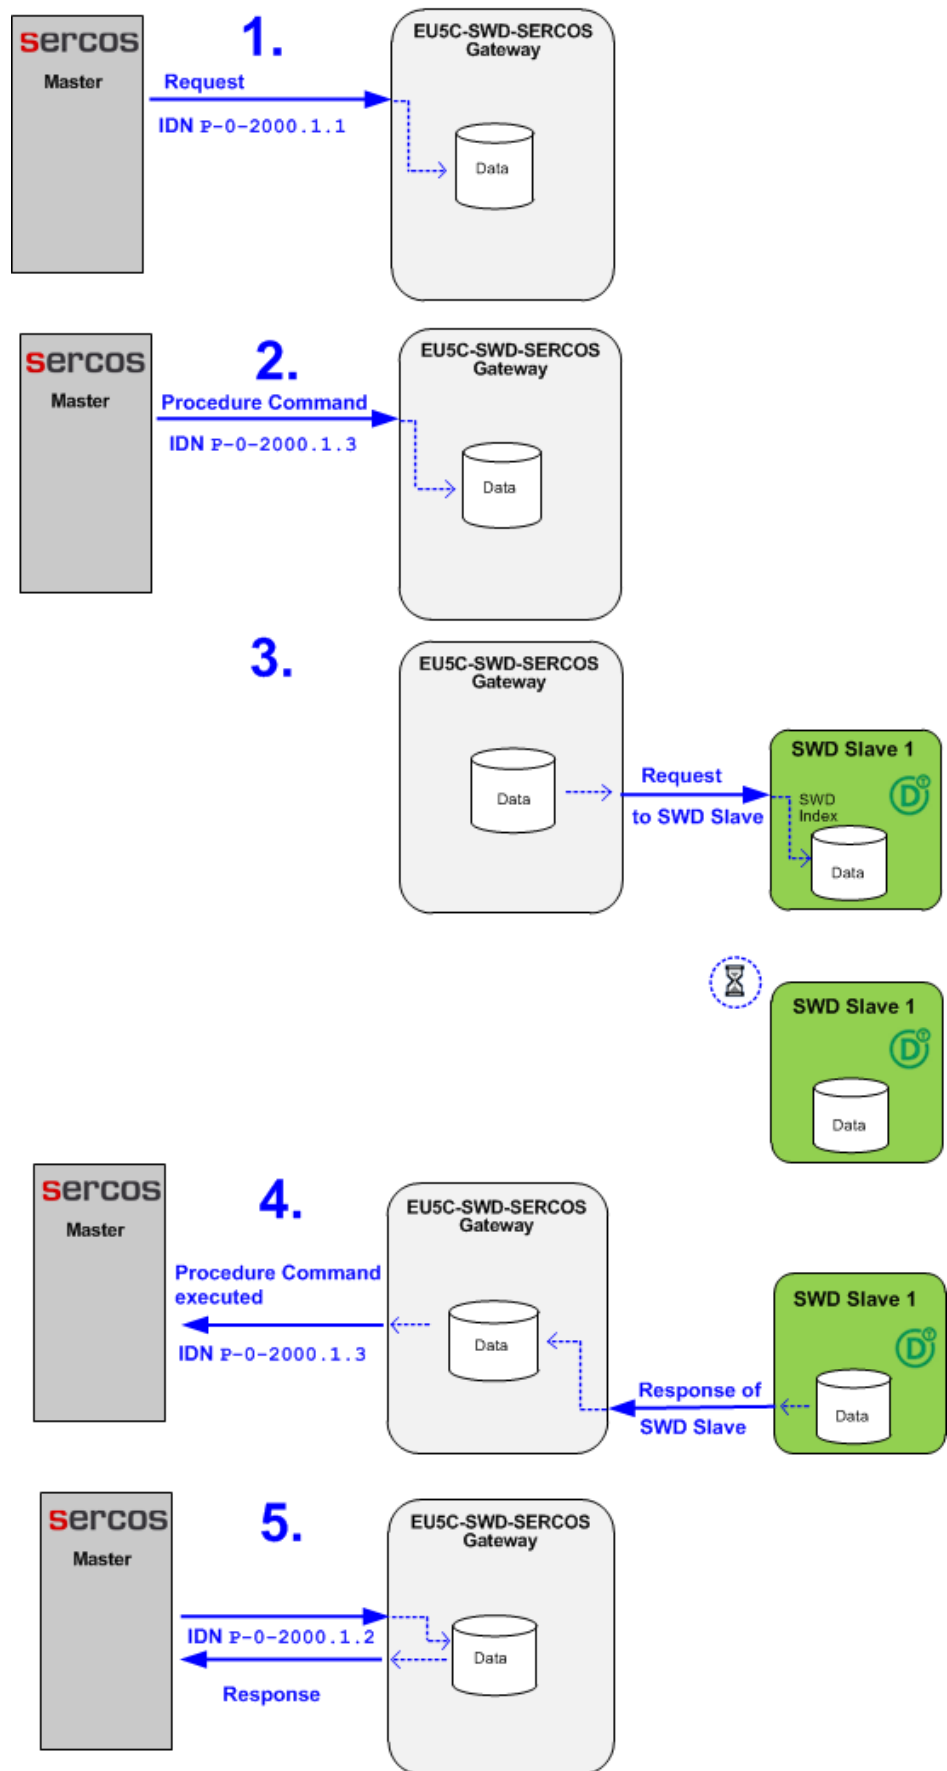 sercos
Master
1.
Request
IDN P-0-2000.1.1
EU5C-SWD-SERCOS
Gateway
Data
sercos
Master
2.
Procedure Command
IDN P-0-2000.1.3
EU5C-SWD-SERCOS
Gateway
Data
3.
EU5C-SWD-SERCOS
Gateway
Data
Request
to SWD Slave
SWD Slave 1
D T
SWD
Index
Data
SWD Slave 1
D T
Data
sercos
Master
4.
Procedure Command
executed
IDN P-0-2000.1.3
EU5C-SWD-SERCOS
Gateway
Data
Response of
SWD Slave
SWD Slave 1
D T
Data
sercos
Master
5.
IDN P-0-2000.1.2
Response
EU5C-SWD-SERCOS
Gateway
Data